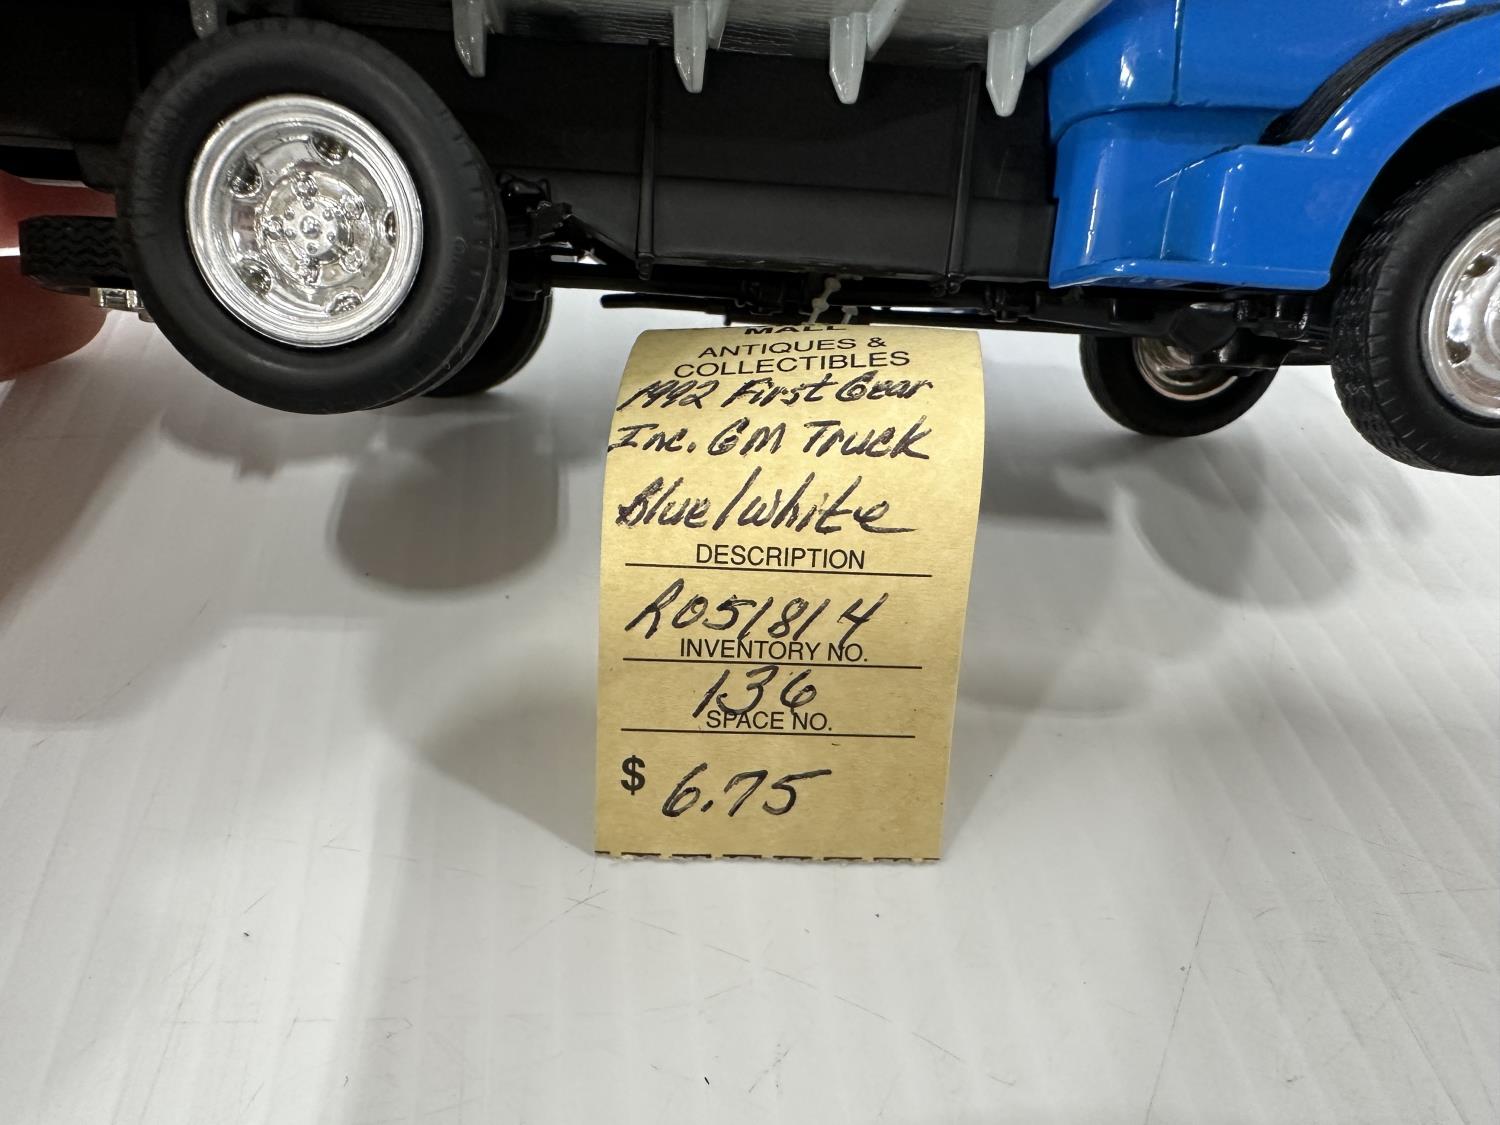 MALL
ANTIQUES &
COLLECTIBLES
1992 First Gear
Inc. GM Truck
Blue/White
DESCRIPTION
R051814
INVENTORY NO.
136
SPACE NO.
$ 6.75